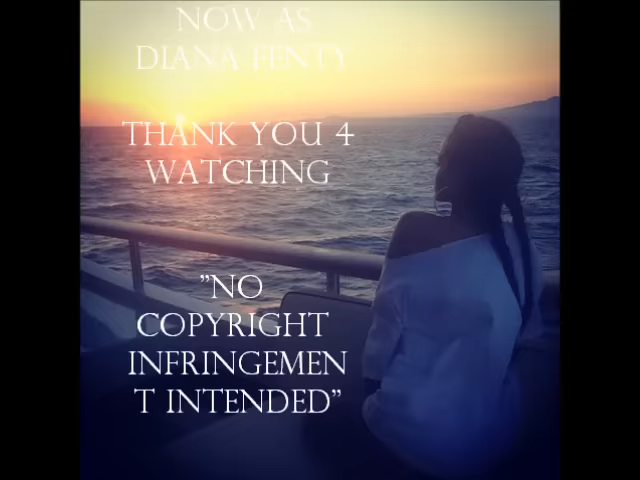 NOW AS
DIANA FENTY
THANK YOU 4
WATCHING
"NO
COPYRIGHT
INFRINGEMEN
T INTENDED"